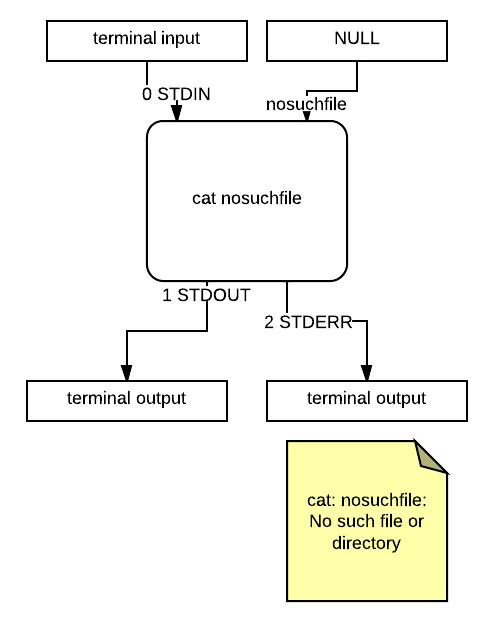 terminal input
NULL
0 STDIN
nosuchfile
cat nosuchfile
1 STDOUT
2 STDERR
terminal output
terminal output
cat: nosuchfile:
No such file or
directory